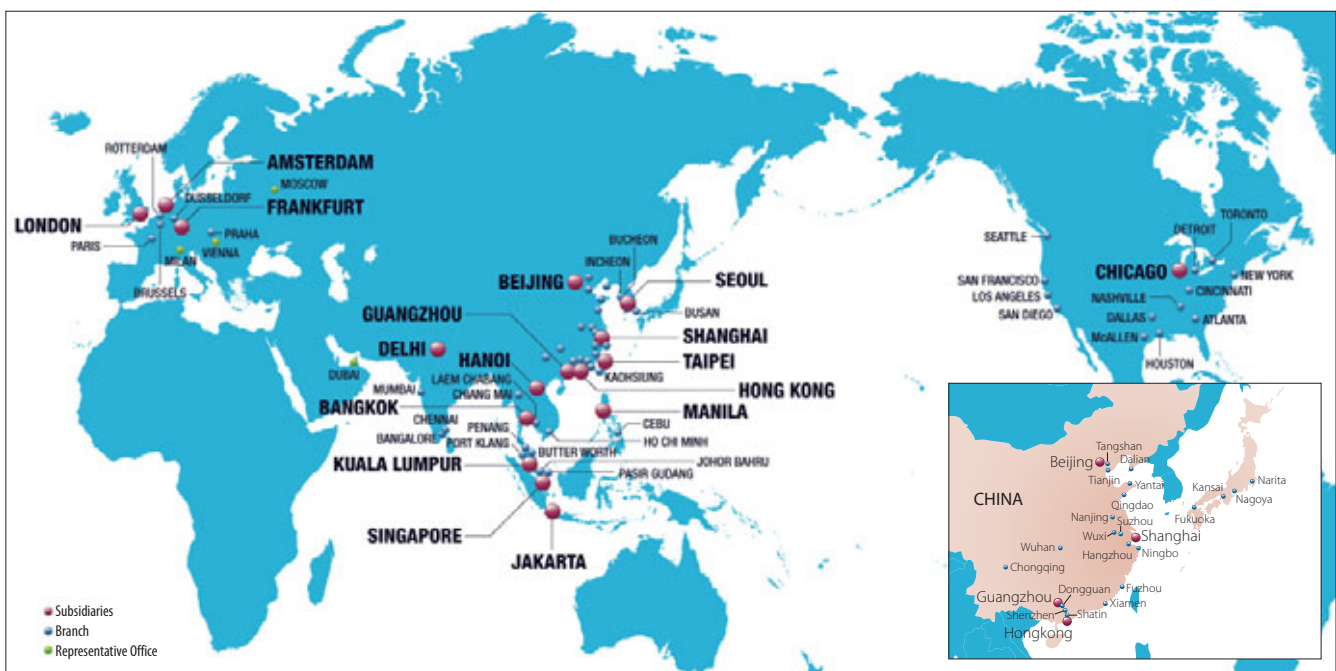 ROTTERDAM
AMSTERDAM
DUSBELDORF
MOSCOW
FRANKFURT
LONDON
PARIS
PRAHA
VIENNA
MILAN
BRUSSELS
BUCHEON
INCHEON
BEIJING
SEOUL
BUSAN
GUANGZHOU
SHANGHAI
DELHI
HANOI
TAIPEI
DUBAI
LAEM CHABANG
KAOHSIUNG
MUMBAI
CHIANG MAI
HONG KONG
BANGKOK
MANILA
CHENNAI
CEBU
BANGALORE
PENANG
HO CHI MINH
PORT KLANG
BUTTER WORTH
KUALA LUMPUR
JOHOR BAHRU
PASIR GUDANG
SINGAPORE
JAKARTA
SEATTLE
TORONTO
DETROIT
CHICAGO
NEW YORK
SAN FRANCISCO
CINCINNATI
LOS ANGELES
NASHVILLE
SAN DIEGO
DALLAS
ATLANTA
McALLEN
HOUSTON
Subsidiaries
Branch
Representative Office
CHINA
Beijing
Tangshan
Dalian
Tianjin
Yantai
Qingdao
Kansai
Narita
Nagoya
Fukuoka
Nanjing
Suzhou
Wuxi
Shanghai
Wuhan
Hangzhou
Ningbo
Chongqing
Fuzhou
Dongguan
Guangzhou
Xiamen
Shenzhen
Shatin
Hongkong